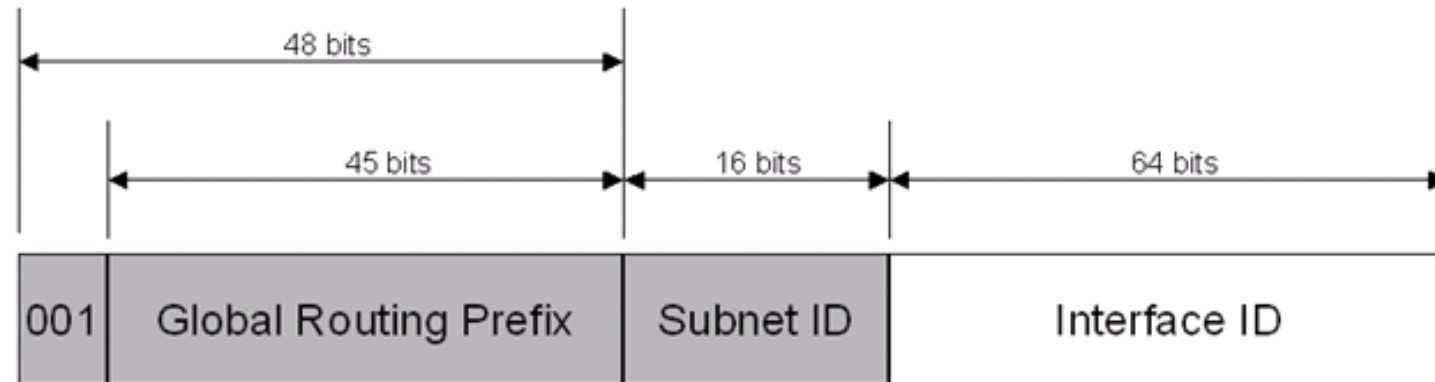 48 bits
45 bits 16 bits 64 bits
001 Global Routing Prefix Subnet ID Interface ID